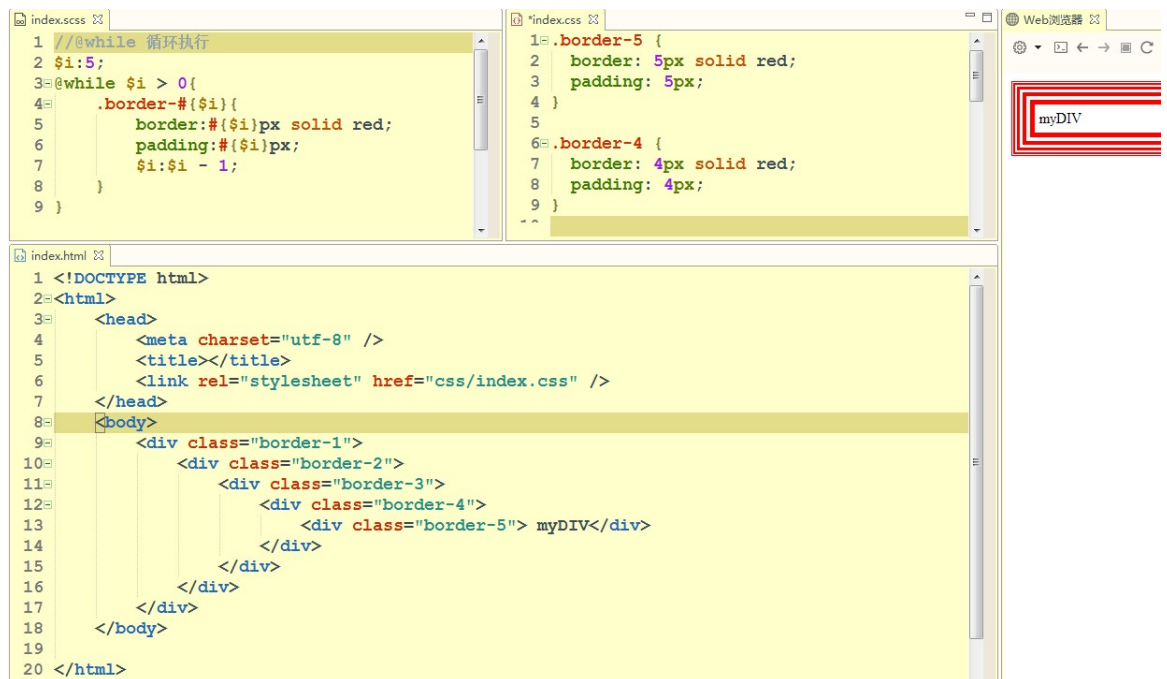 index.scss
1 //@while 循环执行
2 $i:5;
3 @while $i > 0{
4     .border-#{$i}{
5         border:#{$i}px solid red;
6         padding:#{$i}px;
7         $i:$i - 1;
8     }
9 }
*index.css
1 .border-5 {
2   border: 5px solid red;
3   padding: 5px;
4 }
5
6 .border-4 {
7   border: 4px solid red;
8   padding: 4px;
9 }
Web浏览器
myDIV
index.html
1 <!DOCTYPE html>
2 <html>
3     <head>
4         <meta charset="utf-8" />
5         <title></title>
6         <link rel="stylesheet" href="css/index.css" />
7     </head>
8     <body>
9         <div class="border-1">
10             <div class="border-2">
11                 <div class="border-3">
12                     <div class="border-4">
13                         <div class="border-5"> myDIV</div>
14                     </div>
15                 </div>
16             </div>
17         </div>
18     </body>
19
20 </html>